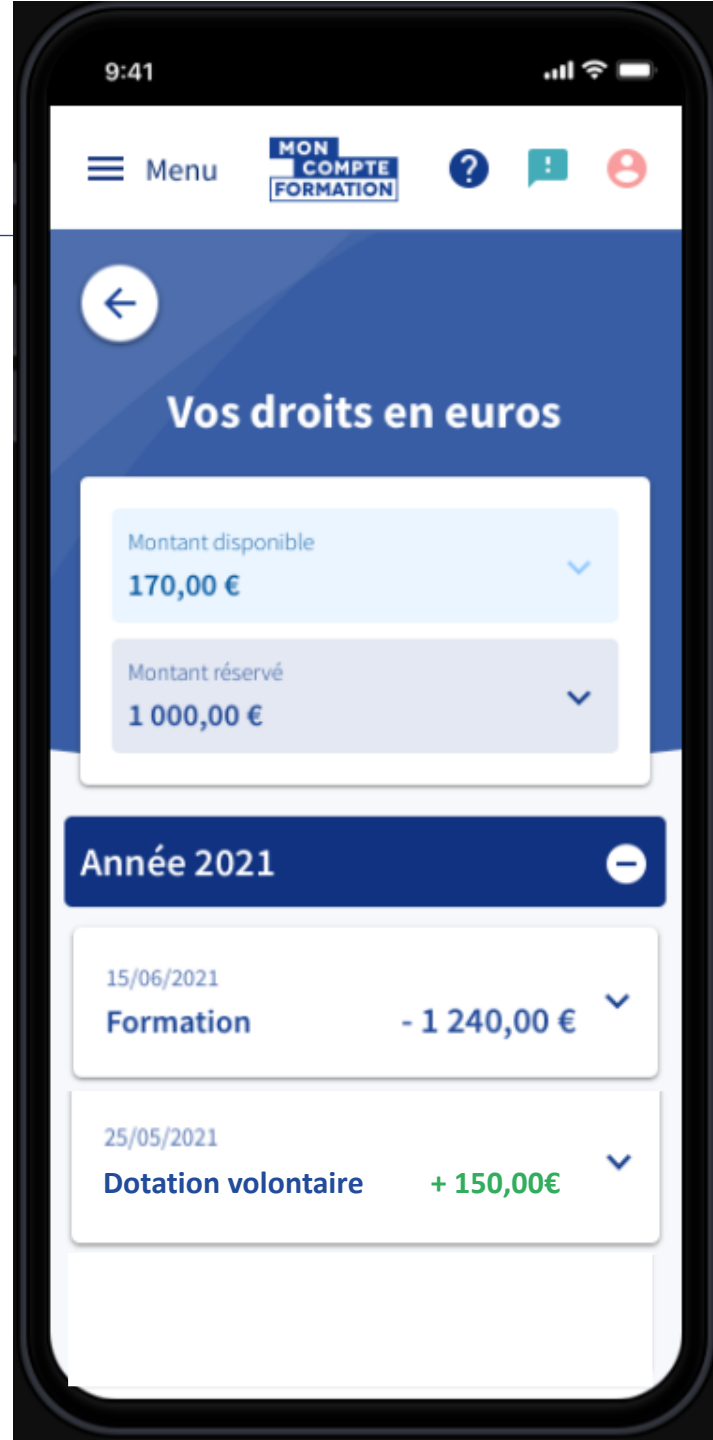 9:41
Menu
MON
COMPTE
FORMATION
?
!
Vos droits en euros
Montant disponible
170,00 €
Montant réservé
1 000,00 €
Année 2021
15/06/2021
Formation - 1 240,00 €
25/05/2021
Dotation volontaire + 150,00€